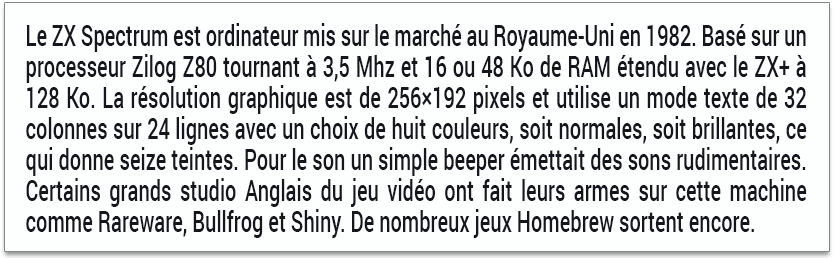 Le ZX Spectrum est ordinateur mis sur le marché au Royaume-Uni en 1982. Basé sur un
processeur Zilog Z80 tournant à 3,5 Mhz et 16 ou 48 Ko de RAM étendu avec le ZX+ à
128 Ko. La résolution graphique est de 256×192 pixels et utilise un mode texte de 32
colonnes sur 24 lignes avec un choix de huit couleurs, soit normales, soit brillantes, ce
qui donne seize teintes. Pour le son un simple beeper émettait des sons rudimentaires.
Certains grands studio Anglais du jeu vidéo ont fait leurs armes sur cette machine
comme Rareware, Bullfrog et Shiny. De nombreux jeux Homebrew sortent encore.